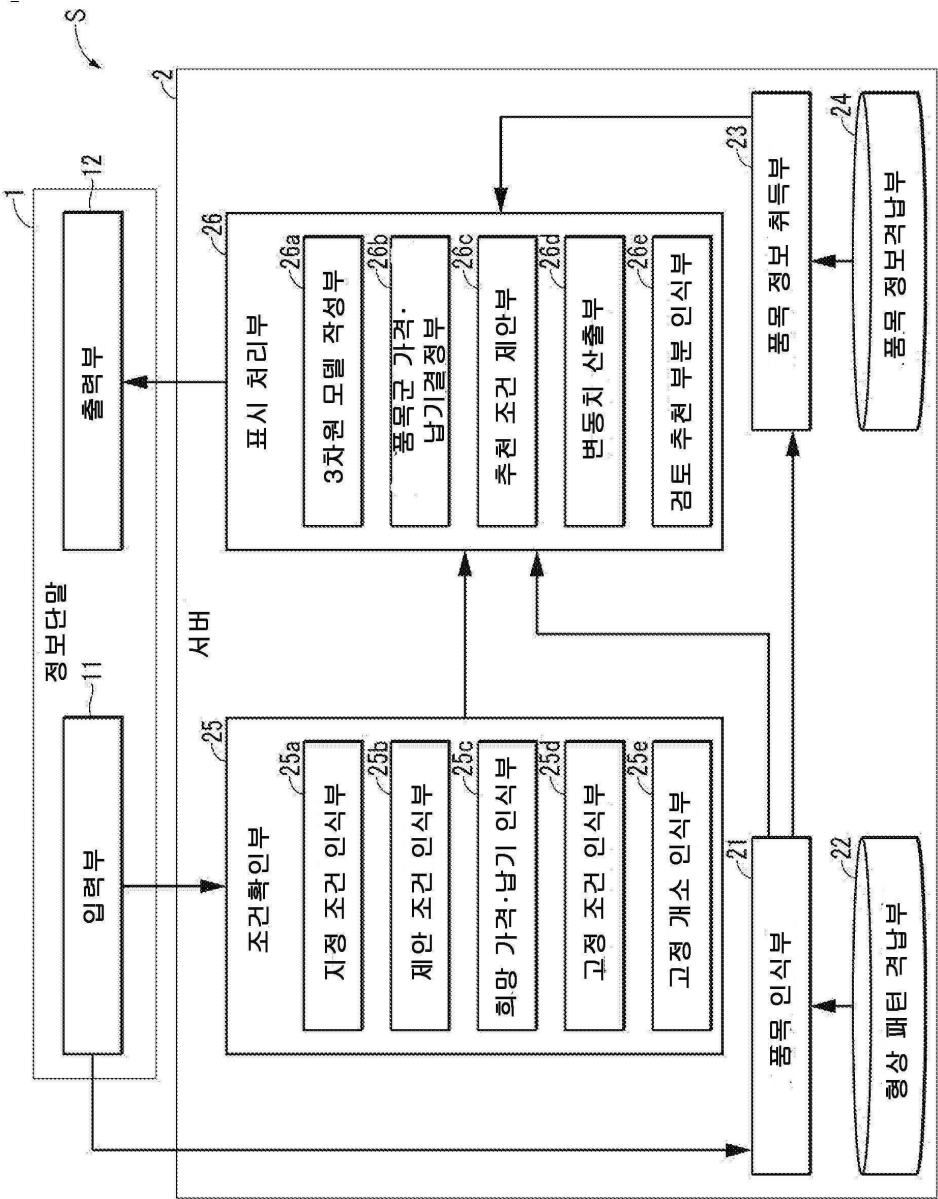 S
1
정보단말
11
입력부
12
출력부
2
서버
25
조건확인부
25a
지정 조건 인식부
25b
제안 조건 인식부
25c
희망 가격·납기 인식부
25d
고정 조건 인식부
25e
고정 개소 인식부
26
표시 처리부
26a
3차원 모델 작성부
26b
품목군 가격·
납기결정부
26c
추천 조건 제안부
26d
변동치 산출부
26e
검토 추천 부분 인식부
21
품목 인식부
22
형상 패턴 격납부
23
품목 정보 취득부
24
품목 정보격납부